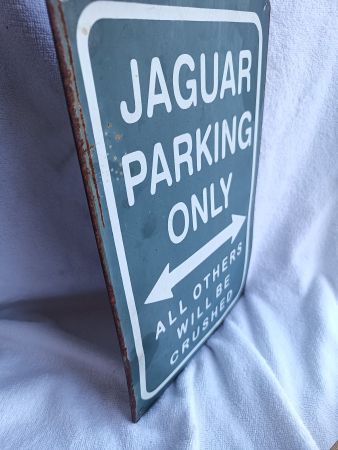 JAGUAR
PARKING
ONLY
ALL OTHERS
WILL BE
CRUSHED